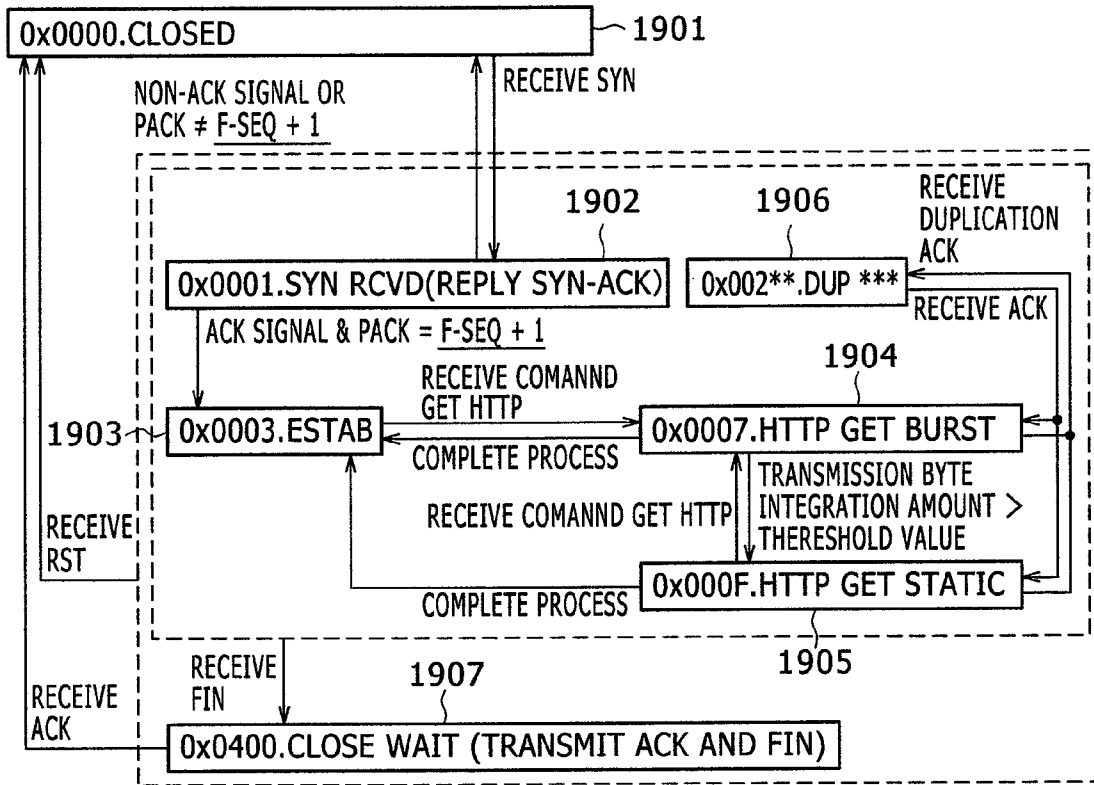 0x0000.CLOSED
1901
NON-ACK SIGNAL OR
PACK ≠ F-SEQ + 1
RECEIVE SYN
1902
1906
RECEIVE
DUPLICATION
ACK
0x0001.SYN RCVD(REPLY SYN-ACK)
0x002**.DUP ***
RECEIVE ACK
ACK SIGNAL & PACK = F-SEQ + 1
RECEIVE COMANND
GET HTTP
1904
1903
0x0003.ESTAB
0x0007.HTTP GET BURST
COMPLETE PROCESS
RECEIVE COMANND GET HTTP
TRANSMISSION BYTE
INTEGRATION AMOUNT >
THERESHOLD VALUE
RECEIVE
RST
0x000F.HTTP GET STATIC
COMPLETE PROCESS
1905
RECEIVE
FIN
1907
RECEIVE
ACK
0x0400.CLOSE WAIT (TRANSMIT ACK AND FIN)